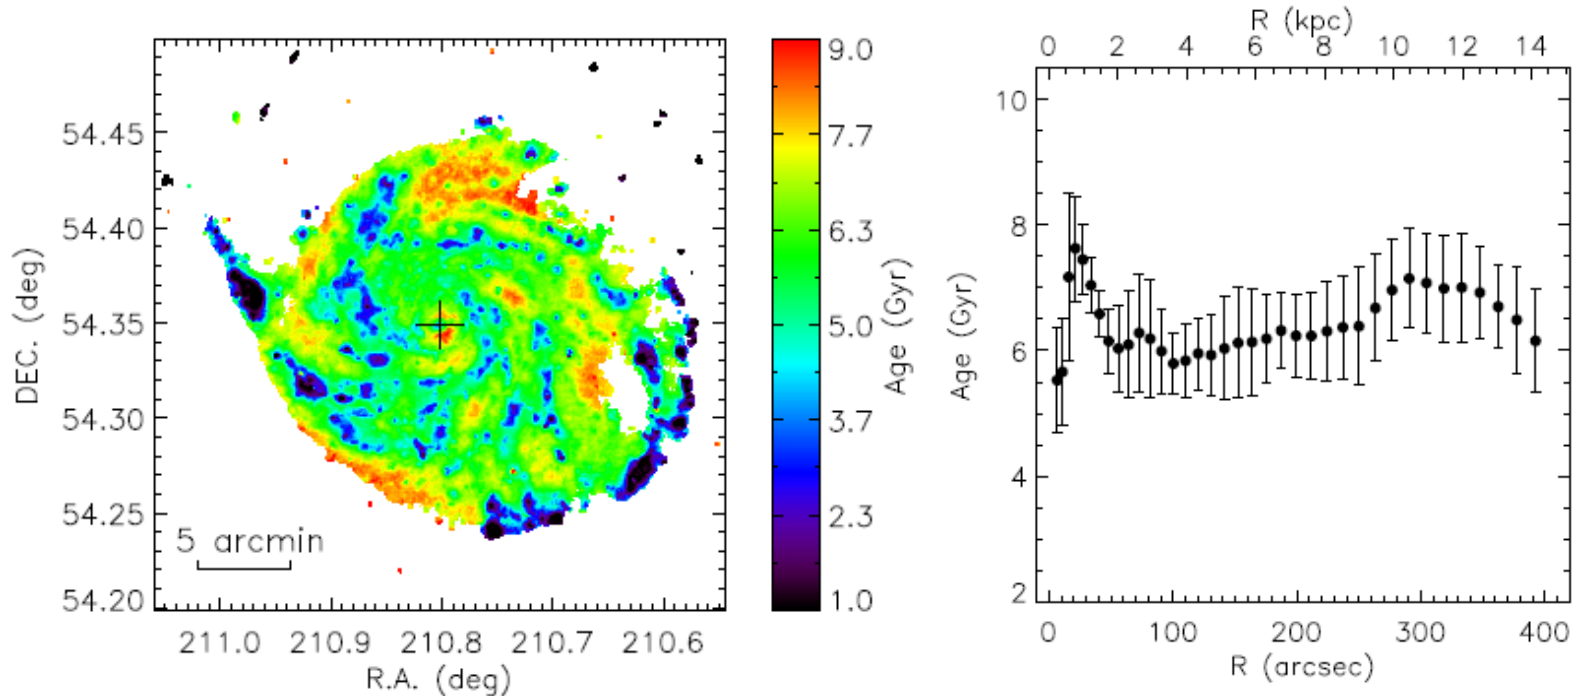 54.45
54.40
54.35
54.30
54.25
54.20
DEC. (deg)
5 arcmin
211.0 210.9 210.8 210.7 210.6
R.A. (deg)
9.0
7.7
6.3
5.0
3.7
2.3
1.0
Age (Gyr)
R (kpc)
0 2 4 6 8 10 12 14
10
8
6
4
2
Age (Gyr)
0 100 200 300 400
R (arcsec)